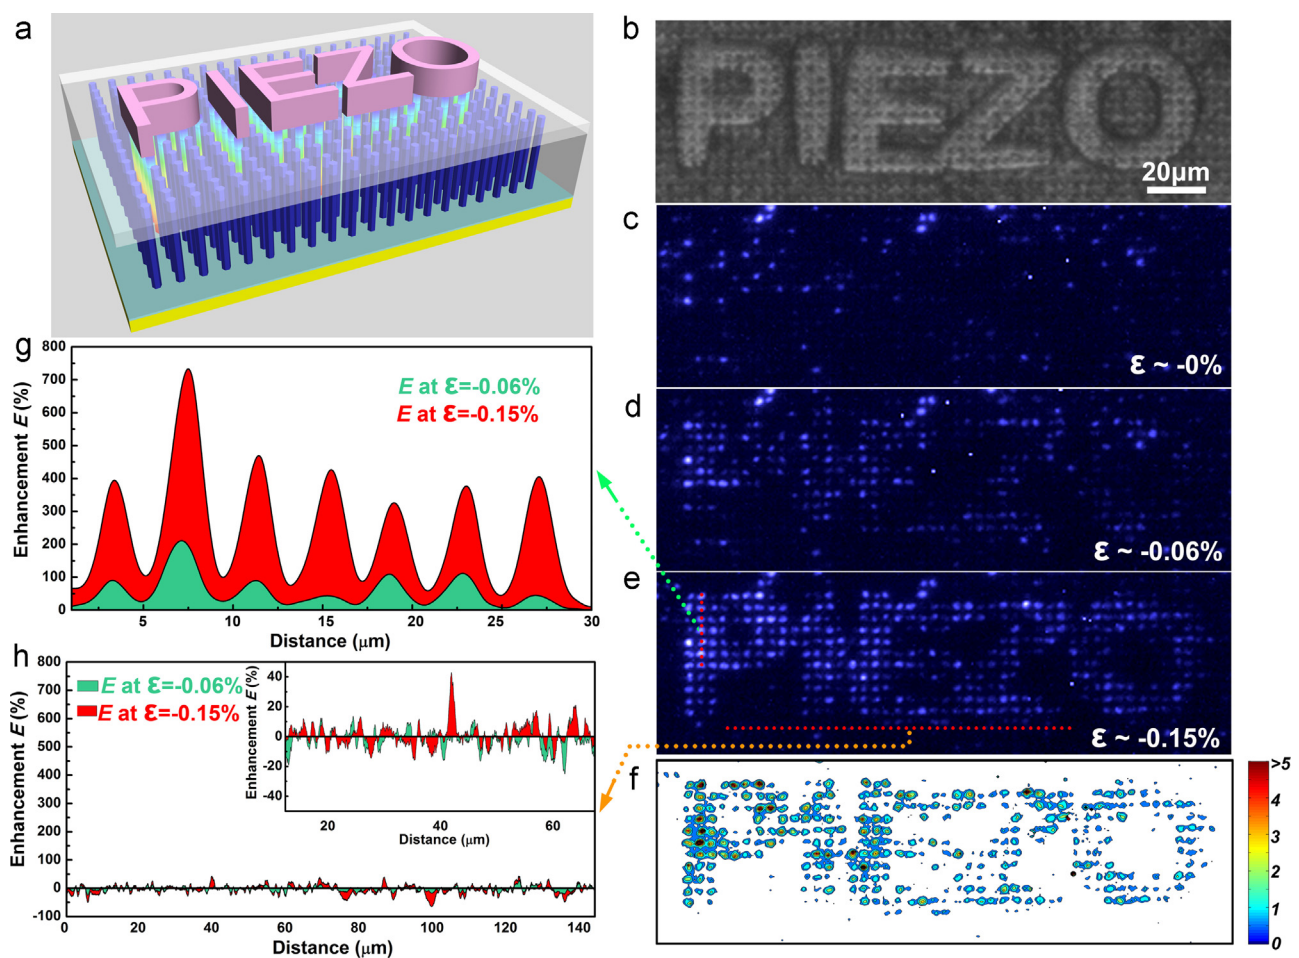 a
PIEZO
b
PIEZO
20μm
c
ε ~ -0%
d
ε ~ -0.06%
e
ε ~ -0.15%
f
>5
4
3
2
1
0
g
800
700
600
500
400
300
200
100
0
Enhancement E (%)
E at ε=-0.06%
E at ε=-0.15%
5
10
15
20
25
30
Distance (μm)
h
800
700
600
500
400
300
200
100
0
-100
Enhancement E (%)
E at ε=-0.06%
E at ε=-0.15%
40
20
0
-20
-40
Enhancement E (%)
20
40
60
Distance (μm)
0
20
40
60
80
100
120
140
Distance (μm)